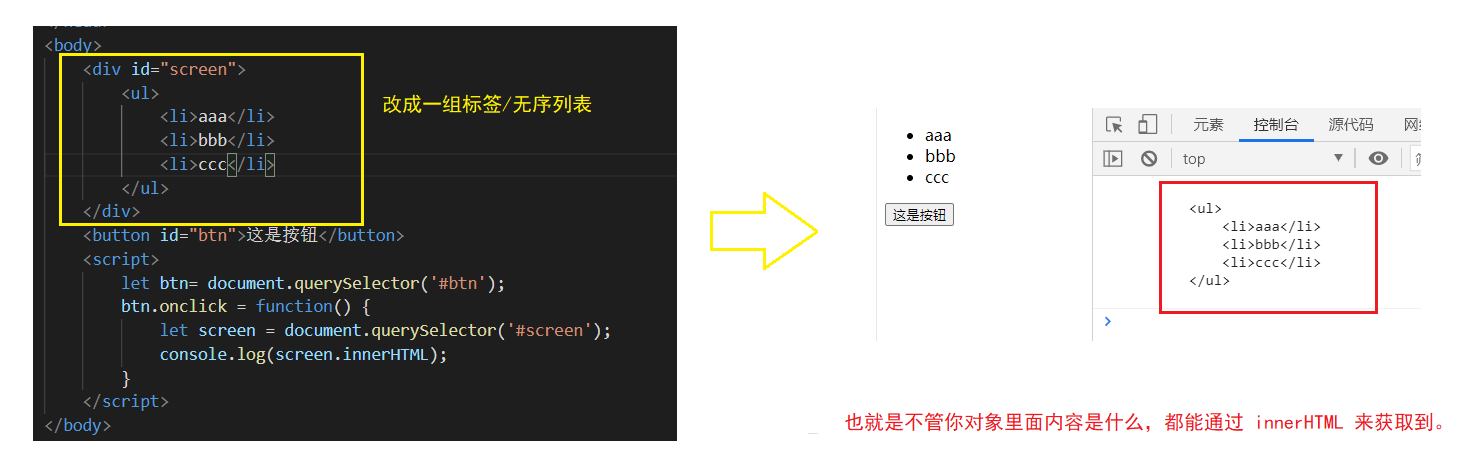 <body>
<div id="screen">
<ul>
<li>aaa</li>
<li>bbb</li>
<li>ccc</li>
</ul>
</div>
<button id="btn">这是按钮</button>
<script>
let btn= document.querySelector('#btn');
btn.onclick = function() {
let screen = document.querySelector('#screen');
console.log(screen.innerHTML);
}
</script>
</body>
改成一组标签/无序列表
aaa
bbb
ccc
这是按钮
元素 控制台 源代码
top
<ul>
<li>aaa</li>
<li>bbb</li>
<li>ccc</li>
</ul>
也就是不管你对象里面内容是什么，都能通过 innerHTML 来获取到。